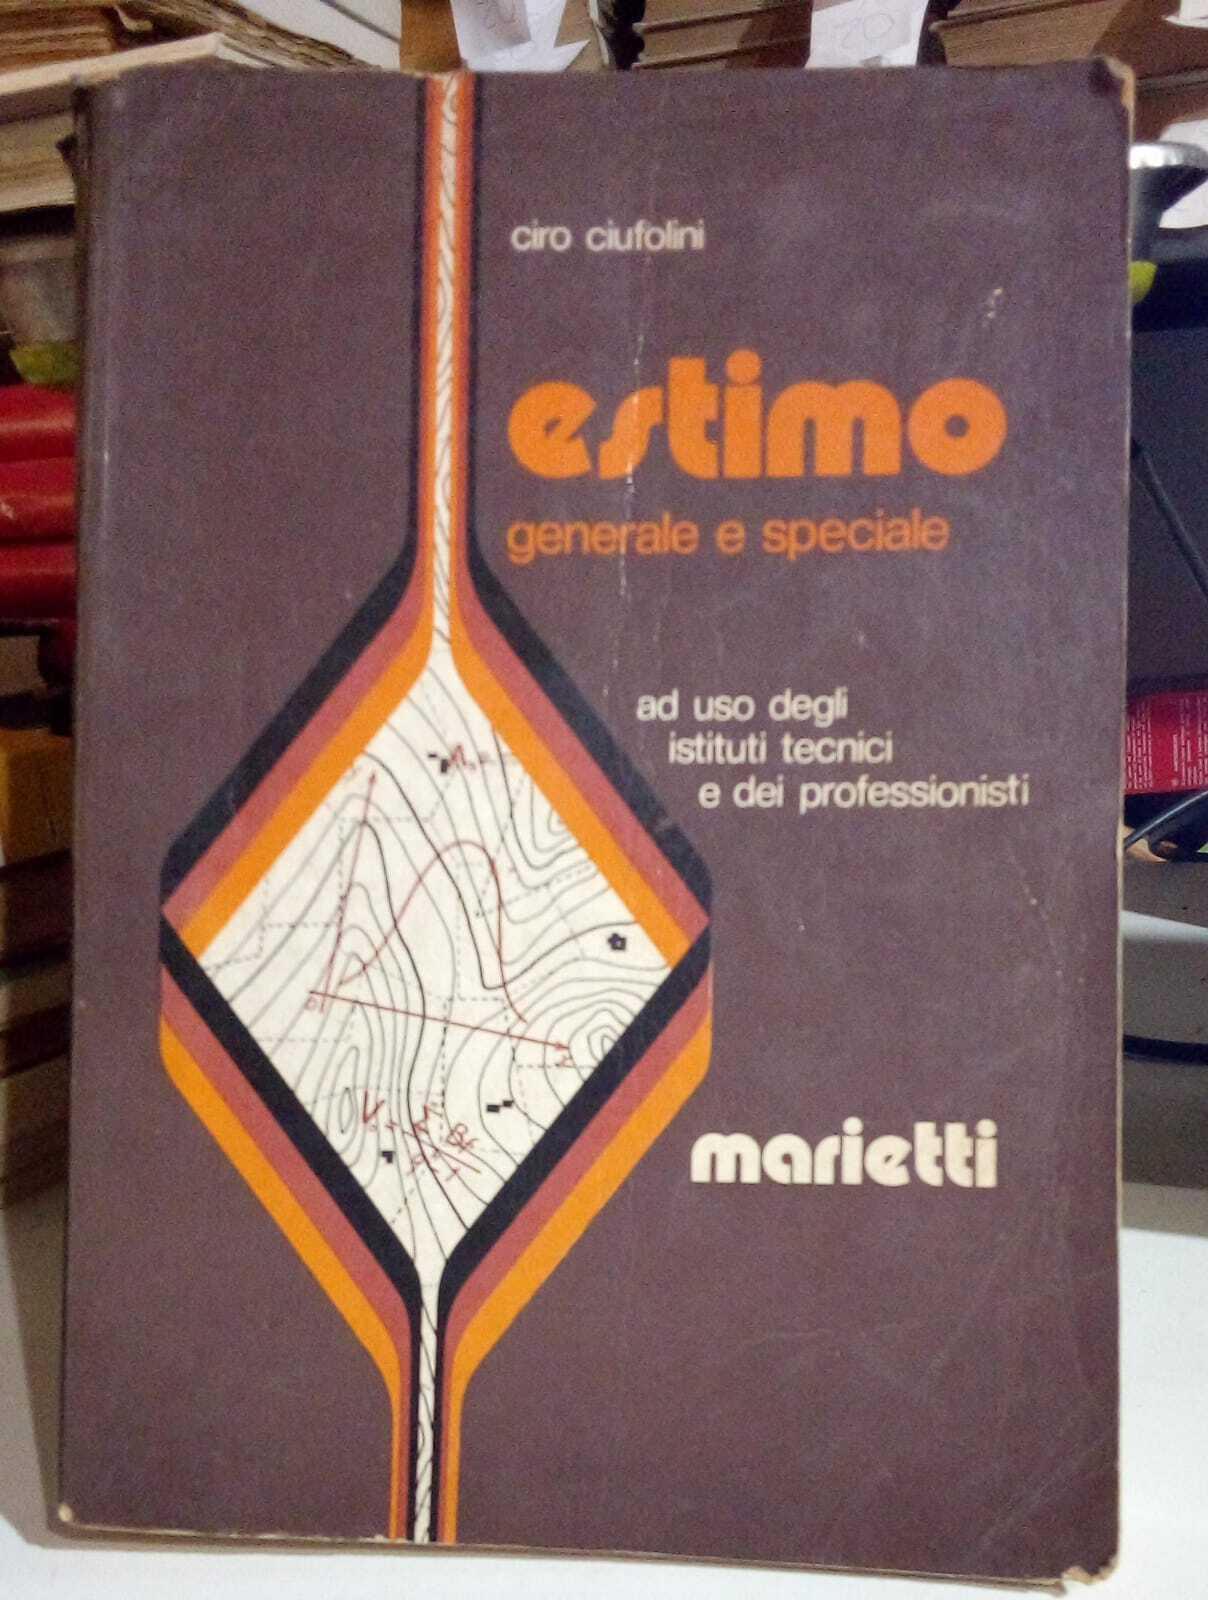 ciro ciufolini
estimo
generale e speciale
ad uso degli
istituti tecnici
e dei professionisti
marietti